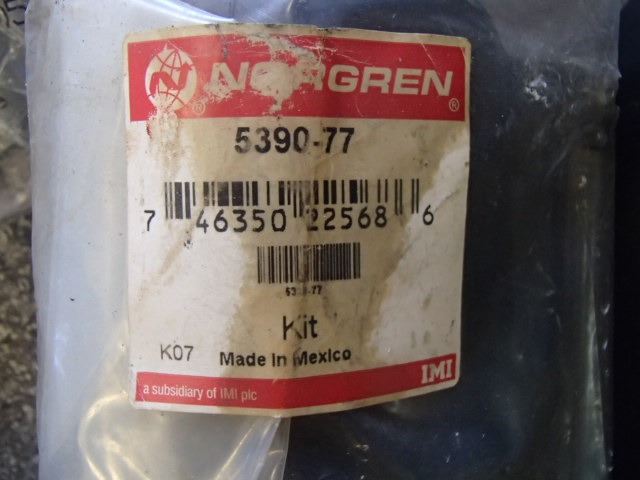 NORGREN ®
®
5390-77
7 46350 22568 6
Kit
K07 Made In Mexico
a subsidiary of IMI plc IMI